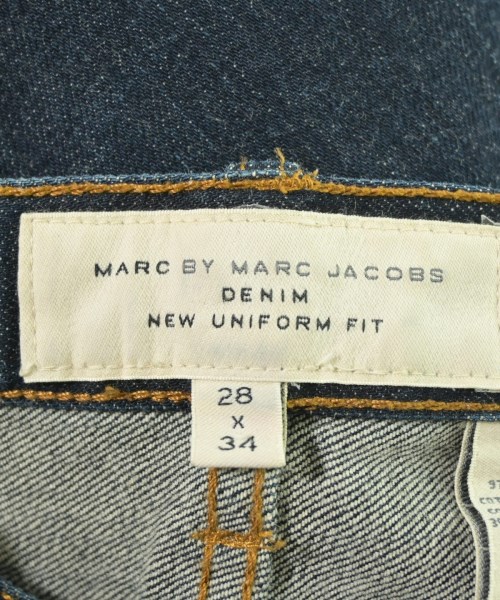 MARC BY MARC JACOBS
DENIM
NEW UNIFORM FIT
28
x
34